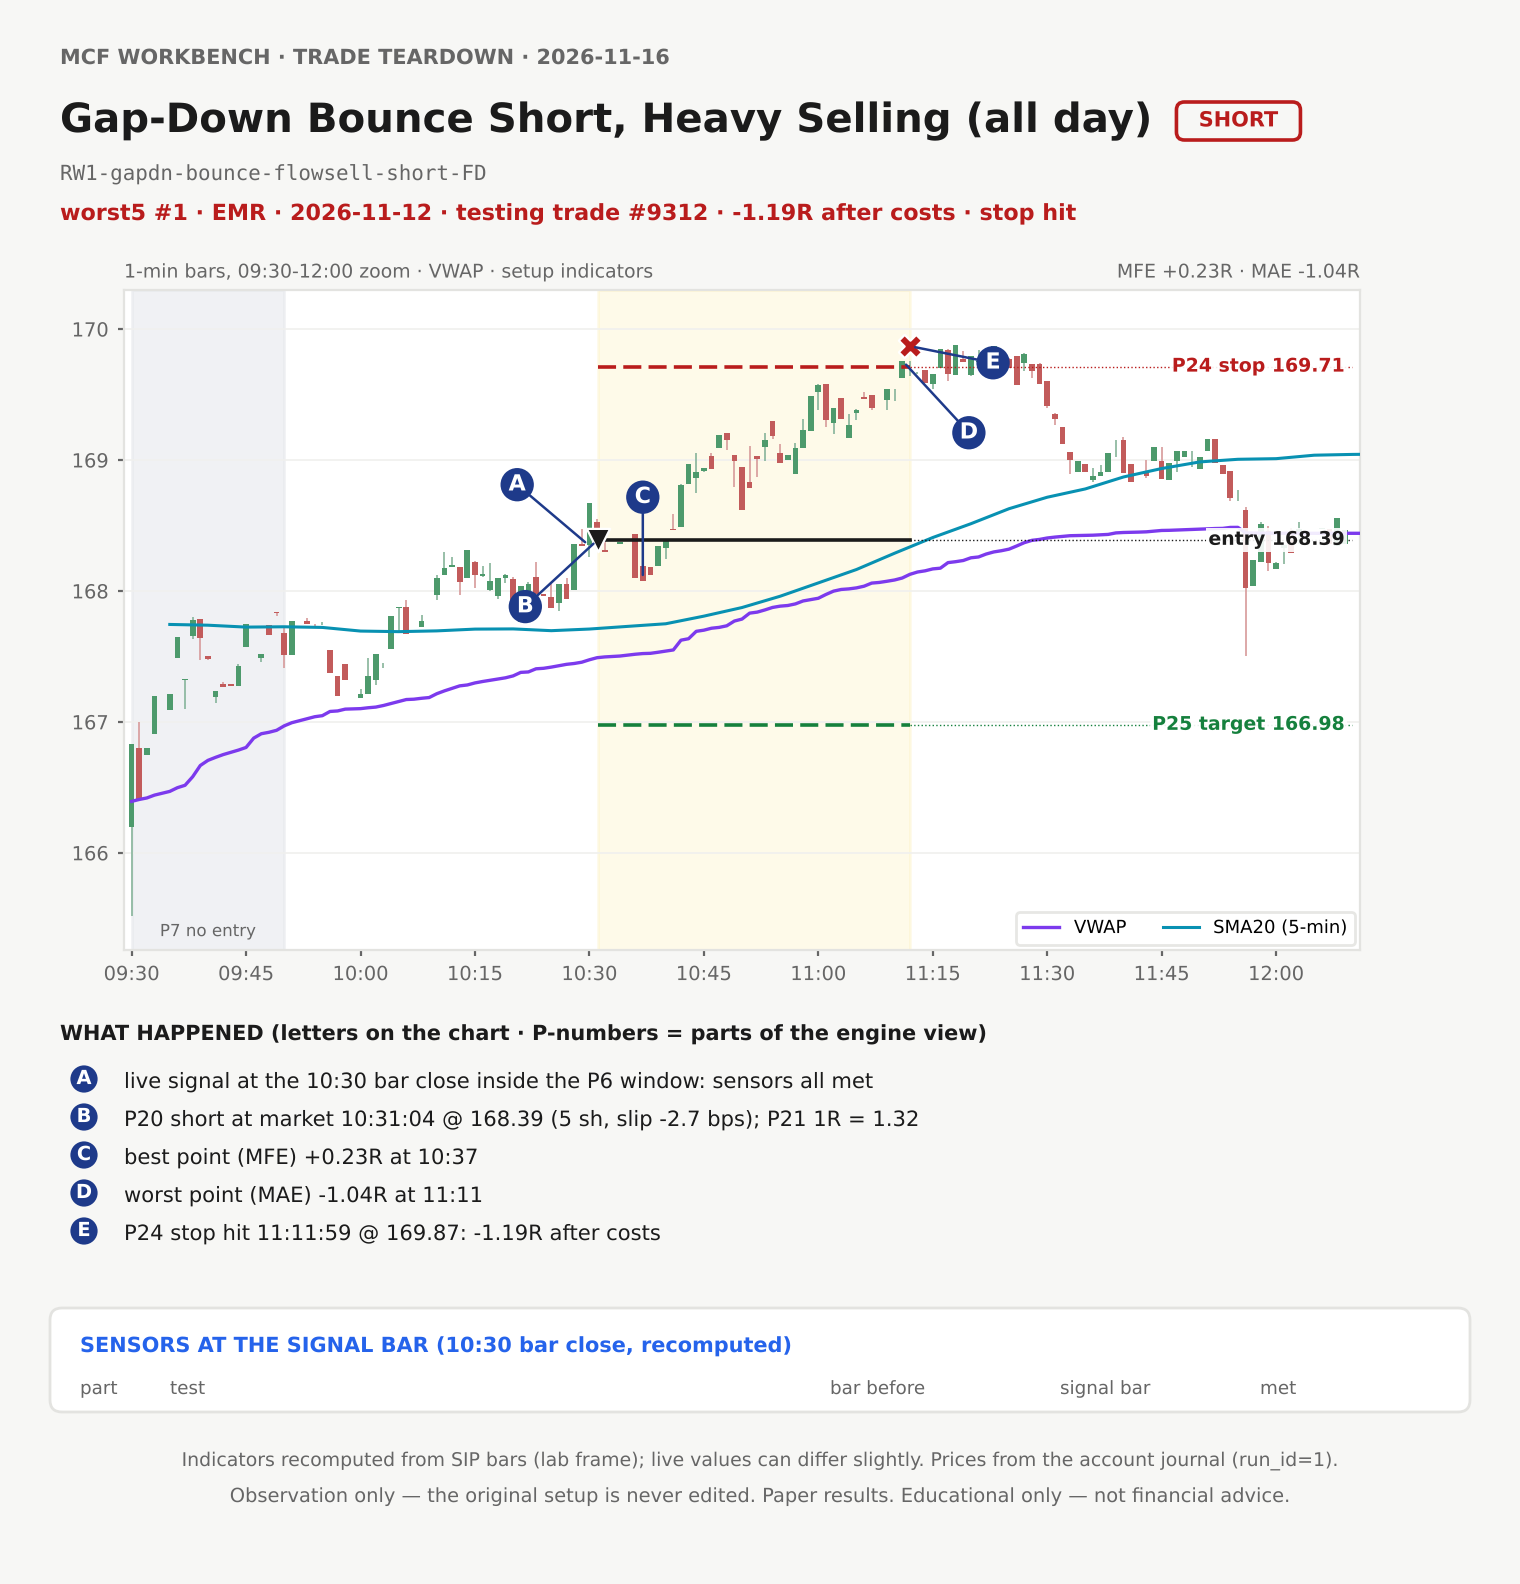 MCF WORKBENCH · TRADE TEARDOWN · 2026-11-16
Gap-Down Bounce Short, Heavy Selling (all day) SHORT
RW1-gapdn-bounce-flowsell-short-FD
worst5 #1 · EMR · 2026-11-12 · testing trade #9312 · -1.19R after costs · stop hit
1-min bars, 09:30-12:00 zoom · VWAP · setup indicators MFE +0.23R · MAE -1.04R
170
P24 stop 169.71
E
D
169
A
C
entry 168.39
168
B
167
P25 target 166.98
166
P7 no entry
VWAP SMA20 (5-min)
09:30 09:45 10:00 10:15 10:30 10:45 11:00 11:15 11:30 11:45 12:00
WHAT HAPPENED (letters on the chart · P-numbers = parts of the engine view)
A live signal at the 10:30 bar close inside the P6 window: sensors all met
B P20 short at market 10:31:04 @ 168.39 (5 sh, slip -2.7 bps); P21 1R = 1.32
C best point (MFE) +0.23R at 10:37
D worst point (MAE) -1.04R at 11:11
E P24 stop hit 11:11:59 @ 169.87: -1.19R after costs
SENSORS AT THE SIGNAL BAR (10:30 bar close, recomputed)
part test bar before signal bar met
Indicators recomputed from SIP bars (lab frame); live values can differ slightly. Prices from the account journal (run_id=1).
Observation only — the original setup is never edited. Paper results. Educational only — not financial advice.